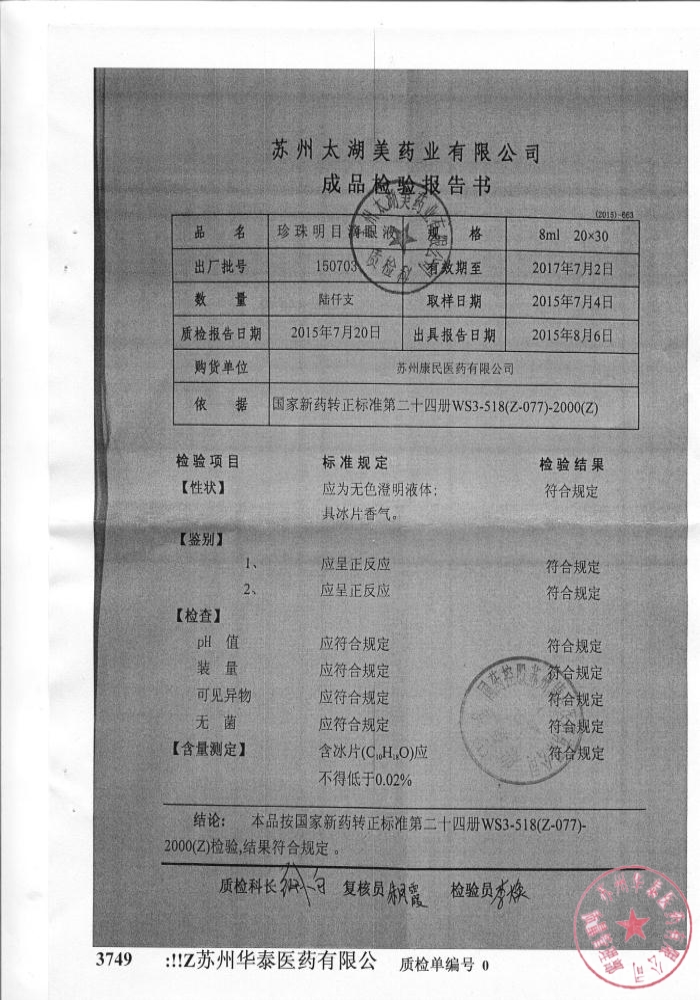 苏州太湖美药业有限公司
成品检验报告书
(2015)-663
品 名 珍珠明目滴眼液 规 格 8ml 20×30
出厂批号 150703 有效期至 2017年7月2日
数 量 陆仟支 取样日期 2015年7月4日
质检报告日期 2015年7月20日 出具报告日期 2015年8月6日
购货单位 苏州康民医药有限公司
依 据 国家新药转正标准第二十四册WS3-518(Z-077)-2000(Z)
检验项目 标准规定 检验结果
【性状】 应为无色澄明液体; 符合规定
具冰片香气。
【鉴别】
1、 应呈正反应 符合规定
2、 应呈正反应 符合规定
【检查】
pH 值 应符合规定 符合规定
装 量 应符合规定 符合规定
可见异物 应符合规定 符合规定
无 菌 应符合规定 符合规定
【含量测定】 含冰片(C₁₀H₁₈O)应 符合规定
不得低于0.02%
结论: 本品按国家新药转正标准第二十四册WS3-518(Z-077)-
2000(Z)检验,结果符合规定。
质检科长 复核员 检验员
3749 :!!Z苏州华泰医药有限公 质检单编号 0